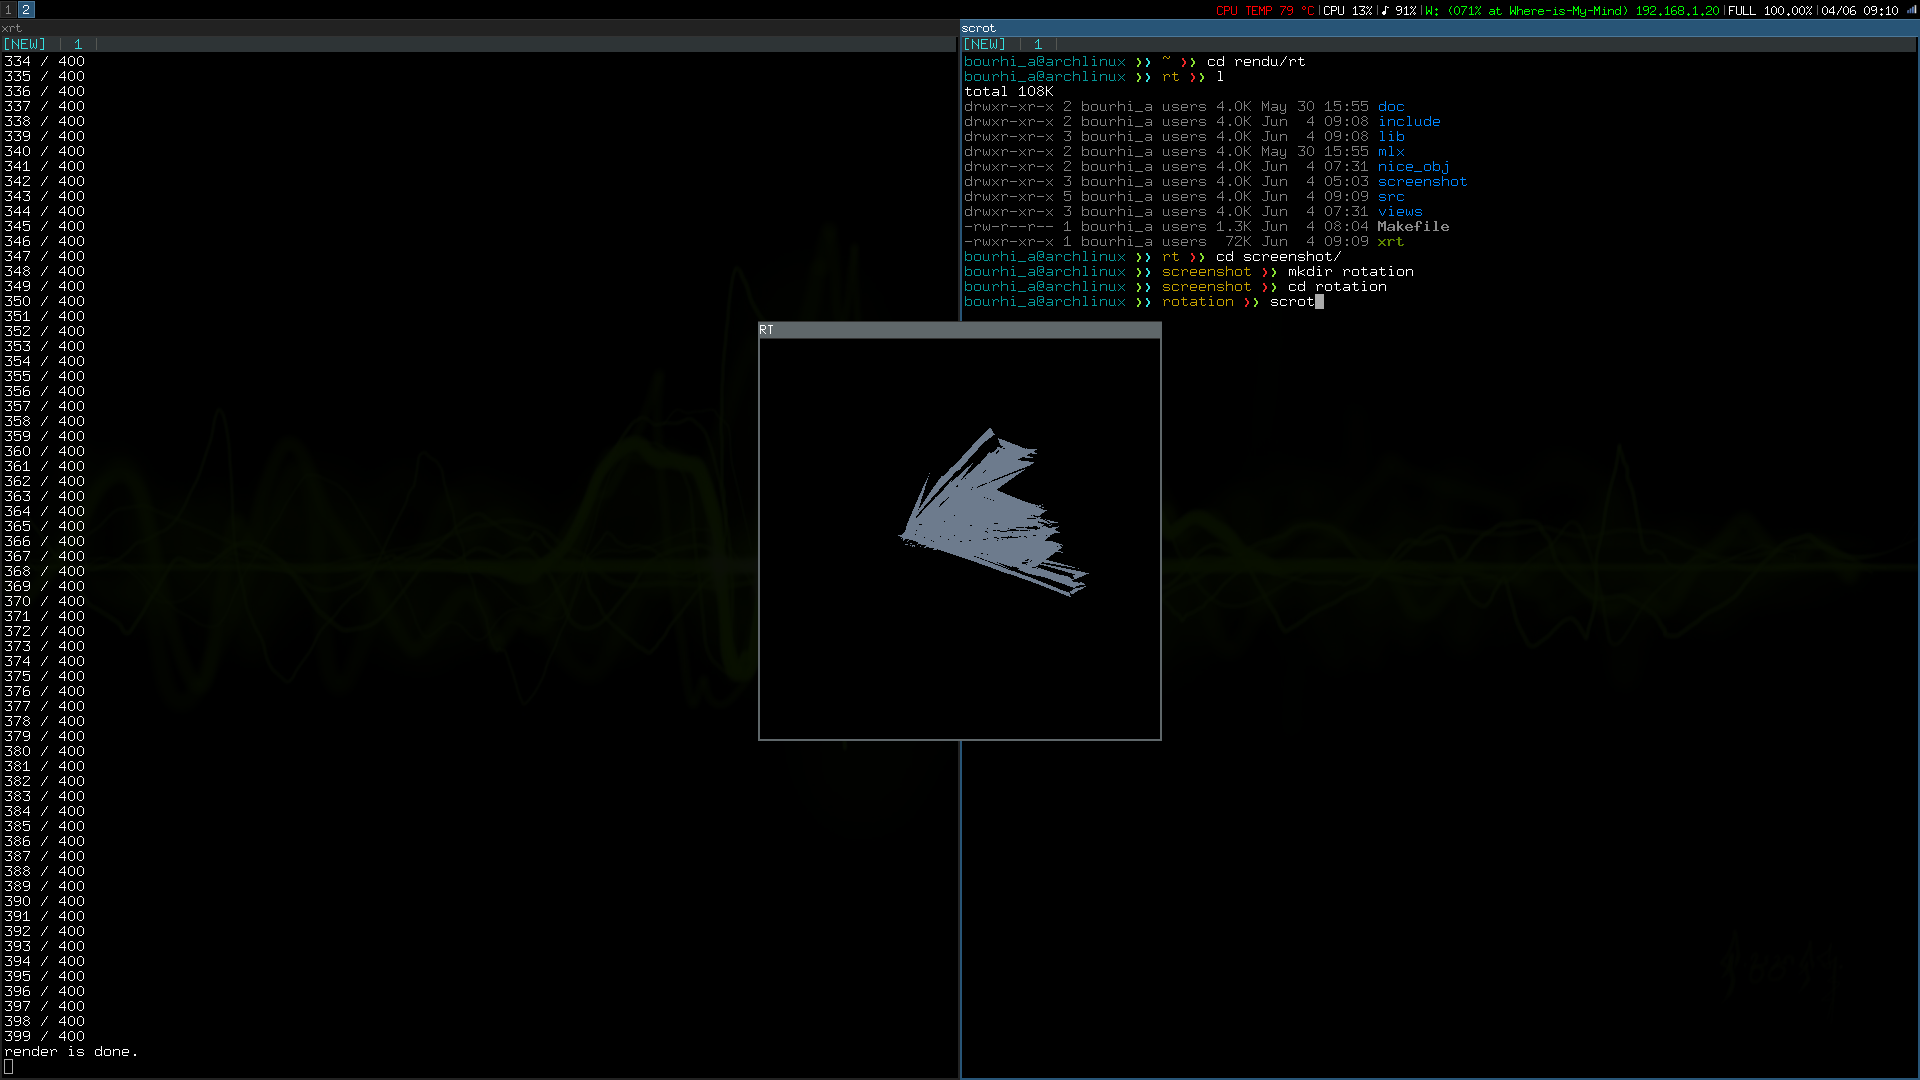 1 2
CPU TEMP 79 °C|CPU 13%|♪ 91%|W: (071% at Where-is-My-Mind) 192.168.1.20|FULL 100.00%|04/06 09:10
xrt
[NEW] | 1 |
334 / 400
335 / 400
336 / 400
337 / 400
338 / 400
339 / 400
340 / 400
341 / 400
342 / 400
343 / 400
344 / 400
345 / 400
346 / 400
347 / 400
348 / 400
349 / 400
350 / 400
351 / 400
352 / 400
353 / 400
354 / 400
355 / 400
356 / 400
357 / 400
358 / 400
359 / 400
360 / 400
361 / 400
362 / 400
363 / 400
364 / 400
365 / 400
366 / 400
367 / 400
368 / 400
369 / 400
370 / 400
371 / 400
372 / 400
373 / 400
374 / 400
375 / 400
376 / 400
377 / 400
378 / 400
379 / 400
380 / 400
381 / 400
382 / 400
383 / 400
384 / 400
385 / 400
386 / 400
387 / 400
388 / 400
389 / 400
390 / 400
391 / 400
392 / 400
393 / 400
394 / 400
395 / 400
396 / 400
397 / 400
398 / 400
399 / 400
render is done.
scrot
[NEW] | 1 |
bourhi_a@archlinux ❯❯ ~ ❯❯ cd rendu/rt
bourhi_a@archlinux ❯❯ rt ❯❯ l
total 108K
drwxr-xr-x 2 bourhi_a users 4.0K May 30 15:55 doc
drwxr-xr-x 2 bourhi_a users 4.0K Jun  4 09:08 include
drwxr-xr-x 3 bourhi_a users 4.0K Jun  4 09:08 lib
drwxr-xr-x 2 bourhi_a users 4.0K May 30 15:55 mlx
drwxr-xr-x 2 bourhi_a users 4.0K Jun  4 07:31 nice_obj
drwxr-xr-x 3 bourhi_a users 4.0K Jun  4 05:03 screenshot
drwxr-xr-x 5 bourhi_a users 4.0K Jun  4 09:09 src
drwxr-xr-x 3 bourhi_a users 4.0K Jun  4 07:31 views
-rw-r--r-- 1 bourhi_a users 1.3K Jun  4 08:04 Makefile
-rwxr-xr-x 1 bourhi_a users  72K Jun  4 09:09 xrt
bourhi_a@archlinux ❯❯ rt ❯❯ cd screenshot/
bourhi_a@archlinux ❯❯ screenshot ❯❯ mkdir rotation
bourhi_a@archlinux ❯❯ screenshot ❯❯ cd rotation
bourhi_a@archlinux ❯❯ rotation ❯❯ scrot
RT